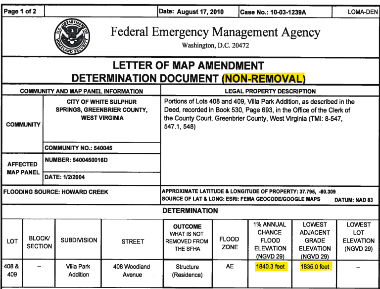 Page 1 of 2 Date: August 17, 2010 Case No.: 10-03-1239A LOMA-DEN
Federal Emergency Management Agency
Washington, D.C. 20472
LETTER OF MAP AMENDMENT
DETERMINATION DOCUMENT (NON-REMOVAL)
COMMUNITY AND MAP PANEL INFORMATION LEGAL PROPERTY DESCRIPTION
COMMUNITY
CITY OF WHITE SULPHUR
SPRINGS, GREENBRIER COUNTY,
WEST VIRGINIA
COMMUNITY NO.: 540045
Portions of Lots 408 and 409, Villa Park Addition, as described in the
Deed, recorded in Book 530, Page 693, in the Office of the Clerk
of the County Court, Greenbrier County, West Virginia (TMI: 8-547,
547.1, 548)
AFFECTED
MAP PANEL
NUMBER: 5400450016D
DATE: 1/2/2004
FLOODING SOURCE: HOWARD CREEK
APPROXIMATE LATITUDE & LONGITUDE OF PROPERTY: 37.796, -80.309
SOURCE OF LAT & LONG: ESRI: FEMA GEOCODE/GOOGLE MAPS DATUM: NAD 83
DETERMINATION
LOT
BLOCK/
SECTION
SUBDIVISION
STREET
OUTCOME
WHAT IS
NOT REMOVED
FROM THE
SFHA
FLOOD
ZONE
1% ANNUAL
CHANCE
FLOOD
ELEVATION
(NGVD 29)
LOWEST
ADJACENT
GRADE
ELEVATION
(NGVD 29)
LOWEST
LOT
ELEVATION
(NGVD 29)
408 &
409
--
Villa Park
Addition
408 Woodland
Avenue
Structure
(Residence)
AE
1840.3 feet
1835.0 feet
--